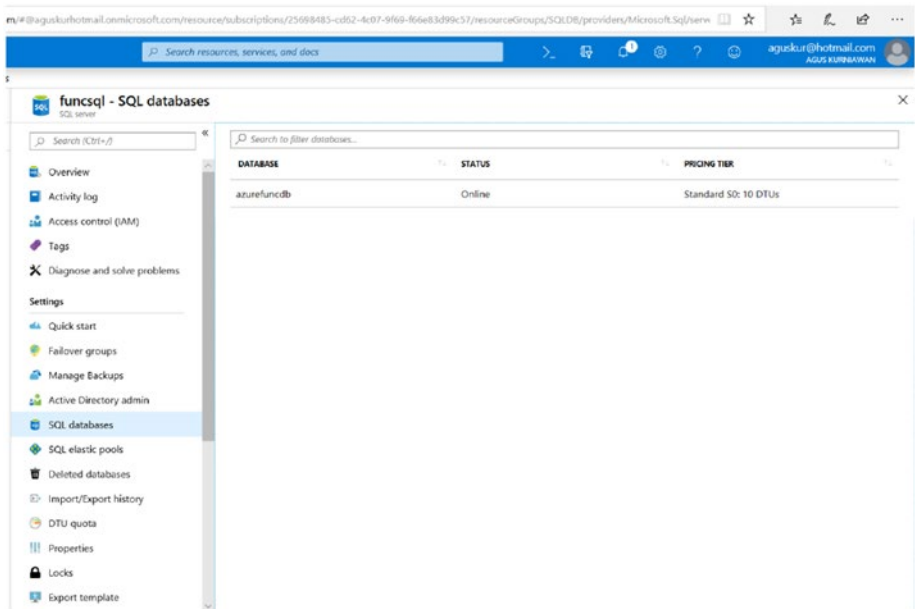 m/#@aguskurhotmail.onmicrosoft.com/resource/subscriptions/25698485-cd62-4c07-9f69-f66e83d99c57/resourceGroups/SQLDB/providers/Microsoft.Sql/serve
Search resources, services, and docs
>_
1
?
aguskur@hotmail.com
AGUS KURNIAWAN
s
funcsql - SQL databases
SQL server
Search (Ctrl+/)
«
Search to filter databases...
DATABASE STATUS PRICING TIER
azurefuncdb Online Standard S0: 10 DTUs
Overview
Activity log
Access control (IAM)
Tags
Diagnose and solve problems
Settings
Quick start
Failover groups
Manage Backups
Active Directory admin
SQL databases
SQL elastic pools
Deleted databases
Import/Export history
DTU quota
Properties
Locks
Export template